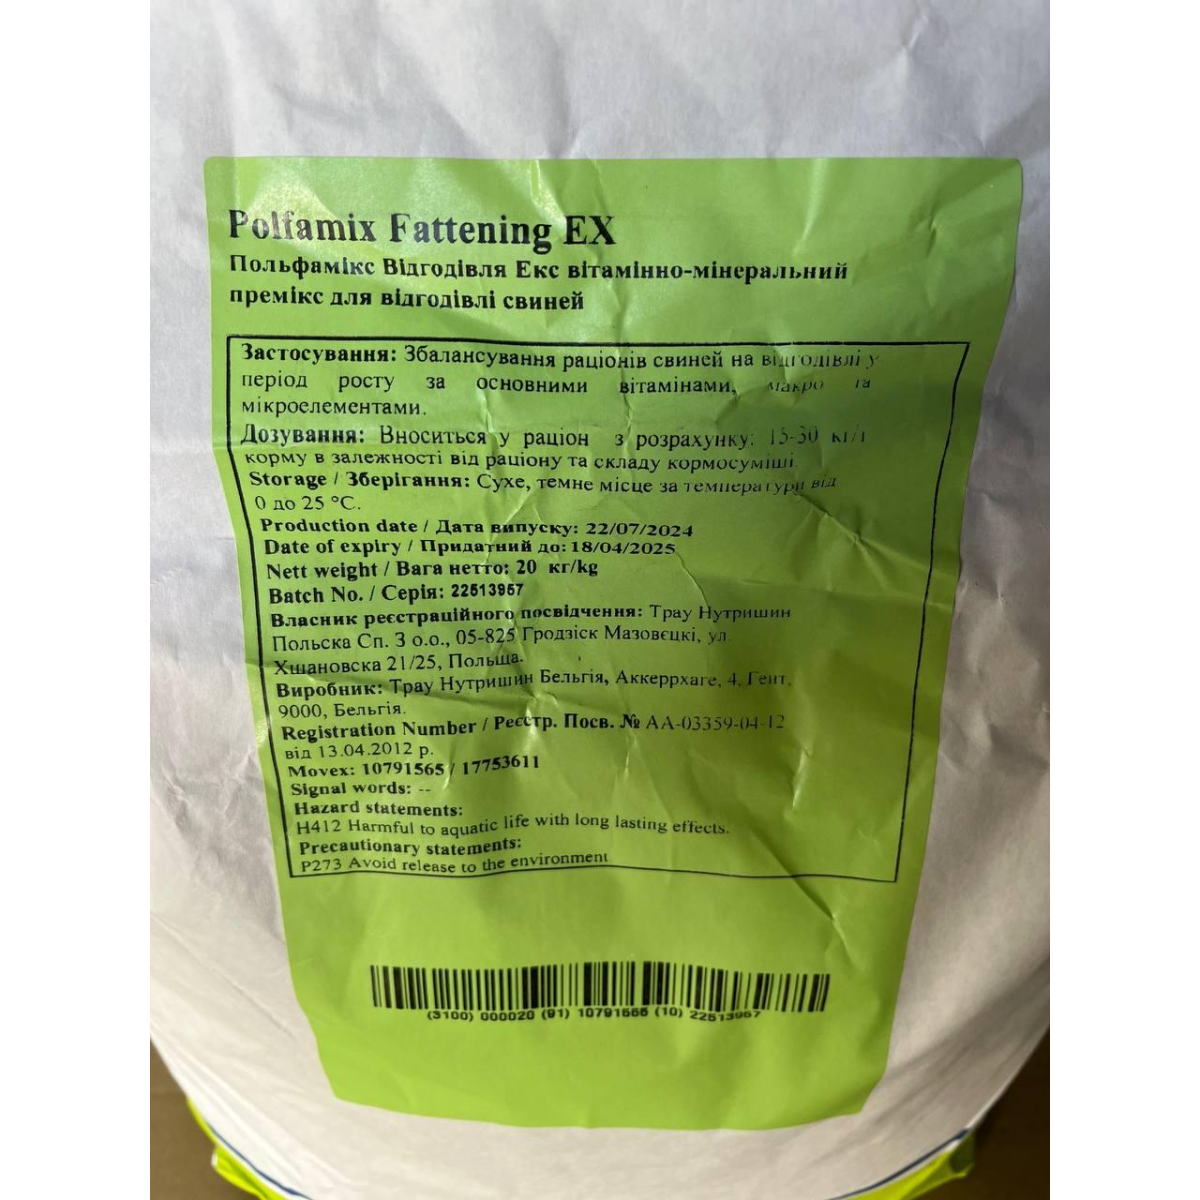 Polfamix Fattening EX
Польфамікс Відгодівля Екс вітамінно-мінеральний
премікс для відгодівлі свиней
Застосування: Збалансування раціонів свиней на відгодівлі у
період росту за основними вітамінами, макро та
мікроелементами.
Дозування: Вноситься у раціон з розрахунку: 15-30 кг/т
корму в залежності від раціону та складу кормосуміші.
Storage / Зберігання: Сухе, темне місце за температури від
0 до 25 °С.
Production date / Дата випуску: 22/07/2024
Date of expiry / Придатний до: 18/04/2025
Nett weight / Вага нетто: 20 кг/kg
Batch No. / Серія: 22513957
Власник реєстраційного посвідчення: Трау Нутришин
Польска Сп. З о.о., 05-825 Гродзіск Мазовєцкі, ул.
Хшановска 21/25, Польща.
Виробник: Трау Нутришин Бельгія, Аккеррхаге, 4, Гент,
9000, Бельгія.
Registration Number / Реєстр. Посв. № АА-03359-04-12
від 13.04.2012 р.
Movex: 10791565 / 17753611
Signal words: --
Hazard statements:
H412 Harmful to aquatic life with long lasting effects.
Precautionary statements:
P273 Avoid release to the environment
(3100) 000020 (91) 10791565 (10) 22513957